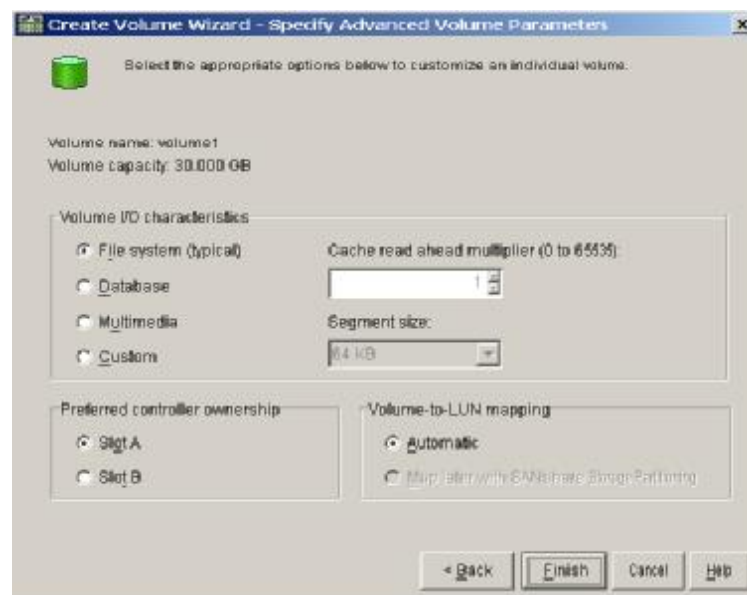 Create Volume Wizard - Specify Advanced Volume Parameters
Select the appropriate options below to customize an individual volume.
Volume name: volume1
Volume capacity: 30.000 GB
Volume I/O characteristics
File system (typical)
Database
Multimedia
Custom
Cache read ahead multiplier (0 to 65535):
1
Segment size:
64 KB
Preferred controller ownership
Slot A
Slot B
Volume-to-LUN mapping
Automatic
Map later with SANshare Storage Partitioning
< Back
Finish
Cancel
Help